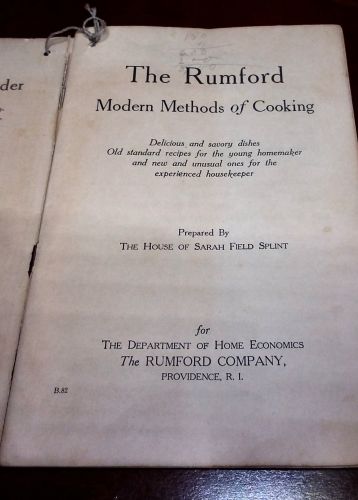 der
The Rumford
Modern Methods of Cooking
Delicious and savory dishes
Old standard recipes for the young homemaker
and new and unusual ones for the
experienced housekeeper
Prepared By
THE HOUSE OF SARAH FIELD SPLINT
for
THE DEPARTMENT OF HOME ECONOMICS
The RUMFORD COMPANY,
PROVIDENCE, R. I.
B.82